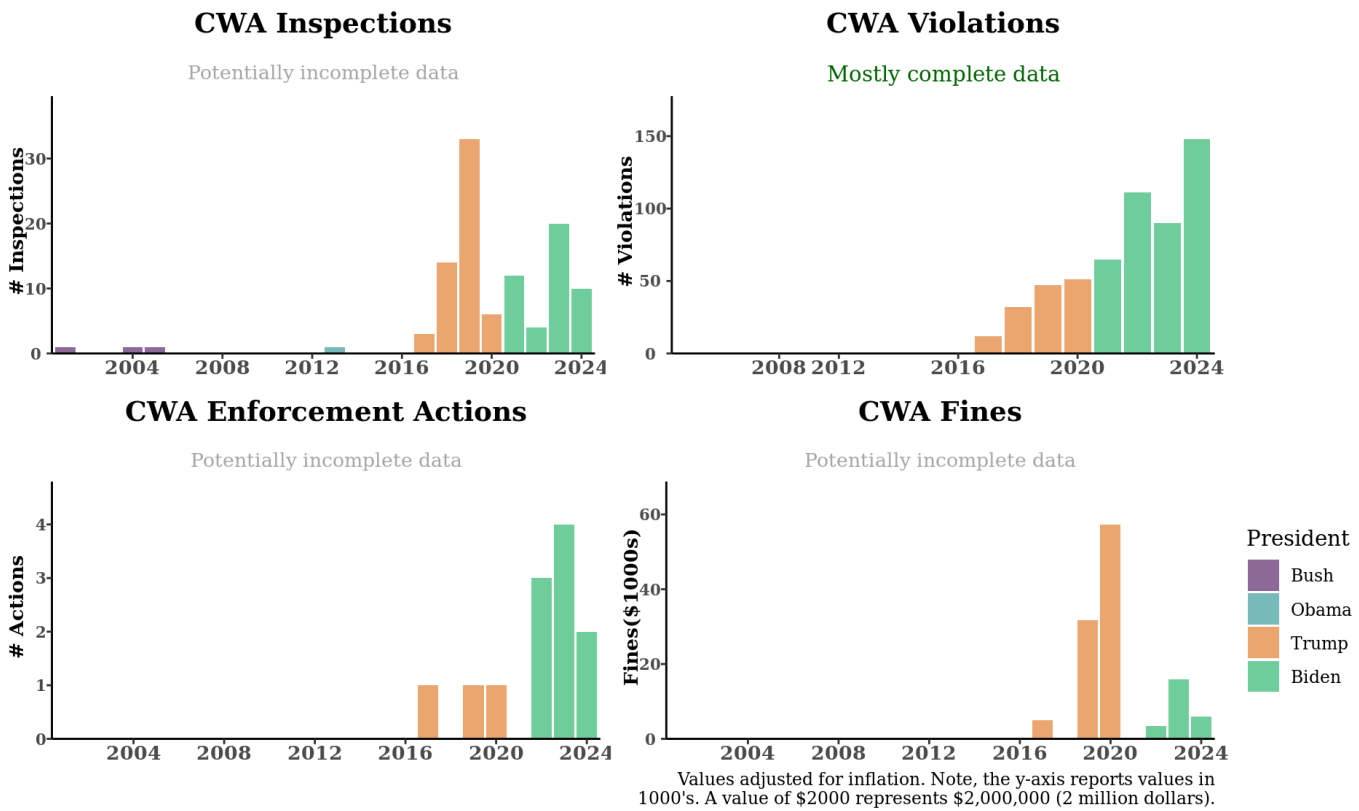 CWA Inspections
Potentially incomplete data
# Inspections
30
20
10
0
2004
2008
2012
2016
2020
2024
CWA Violations
Mostly complete data
# Violations
150
100
50
0
2008
2012
2016
2020
2024
CWA Enforcement Actions
Potentially incomplete data
# Actions
4
3
2
1
0
2004
2008
2012
2016
2020
2024
CWA Fines
Potentially incomplete data
Fines($1000s)
60
40
20
0
2004
2008
2012
2016
2020
2024
President
Bush
Obama
Trump
Biden
Values adjusted for inflation. Note, the y-axis reports values in
1000's. A value of $2000 represents $2,000,000 (2 million dollars).